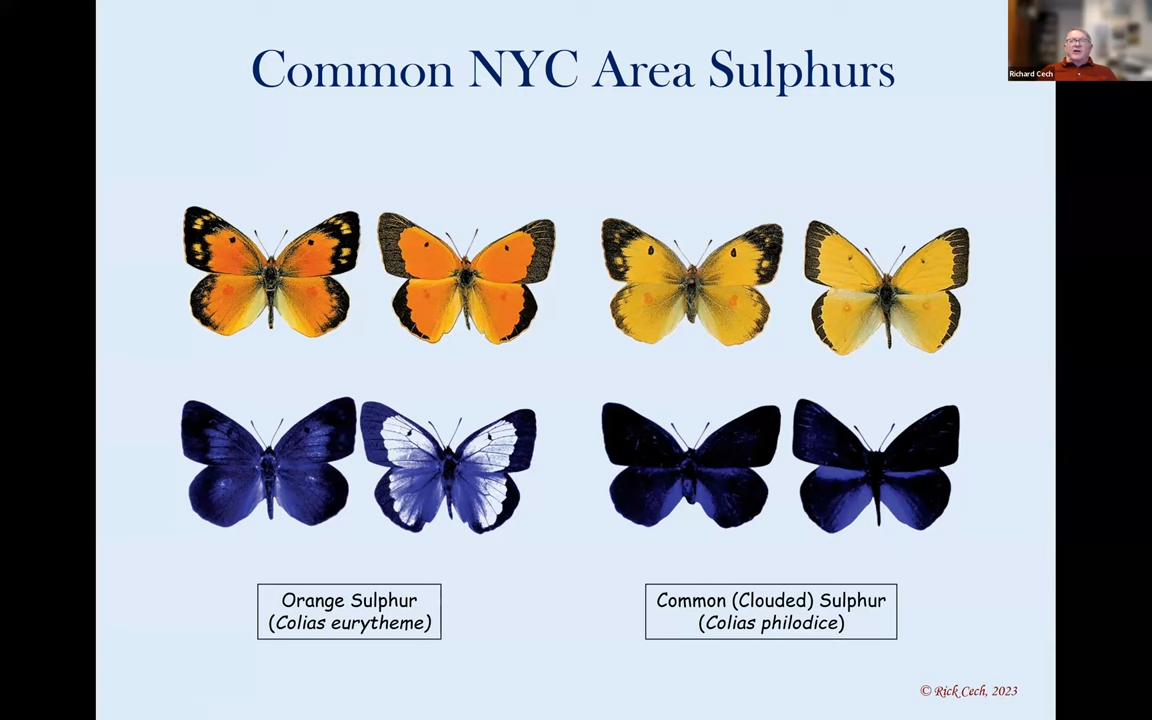 Common NYC Area Sulphurs
Richard Cech
Orange Sulphur
(Colias eurytheme)
Common (Clouded) Sulphur
(Colias philodice)
© Rick Cech, 2023